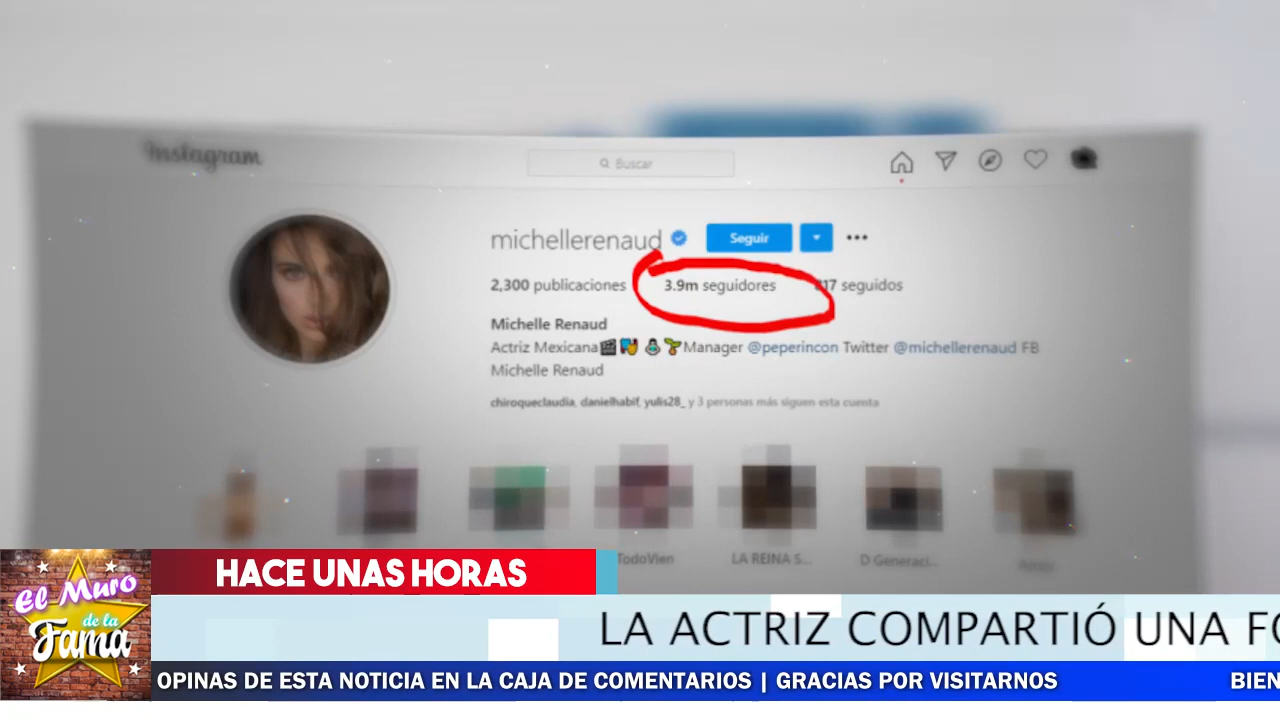 Instagram
Buscar
michellerenaud Seguir
2,300 publicaciones 3.9m seguidores 17 seguidos
Michelle Renaud
Actriz Mexicana Manager @peperincon Twitter @michellerenaud FB
Michelle Renaud
chiroqueclaudia, danielhabif, yulis28_ y 3 personas más siguen esta cuenta
TodoVien LA REINA S... D Generaci...
HACE UNAS HORAS
El Muro
de la
Fama
LA ACTRIZ COMPARTIÓ UNA FO
OPINAS DE ESTA NOTICIA EN LA CAJA DE COMENTARIOS | GRACIAS POR VISITARNOS BIEN